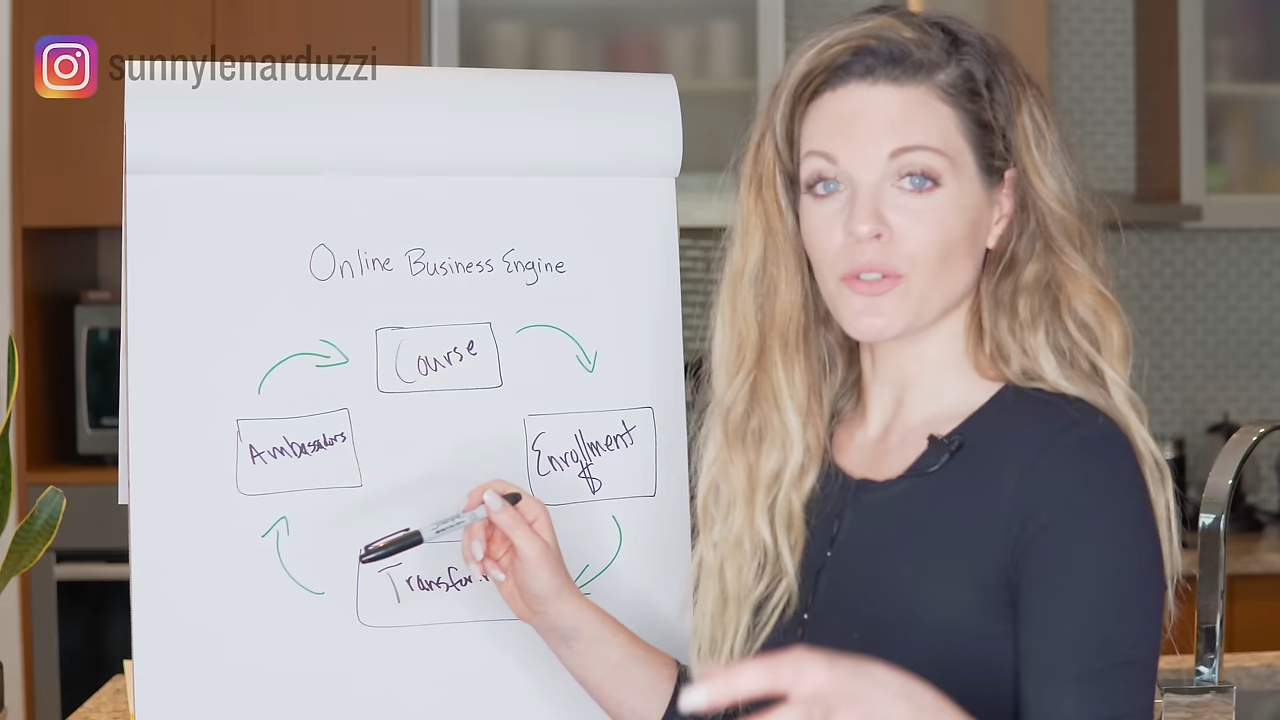 sunnylenarduzzi
Online Business Engine
Course
Ambassadors
Enrollment
$